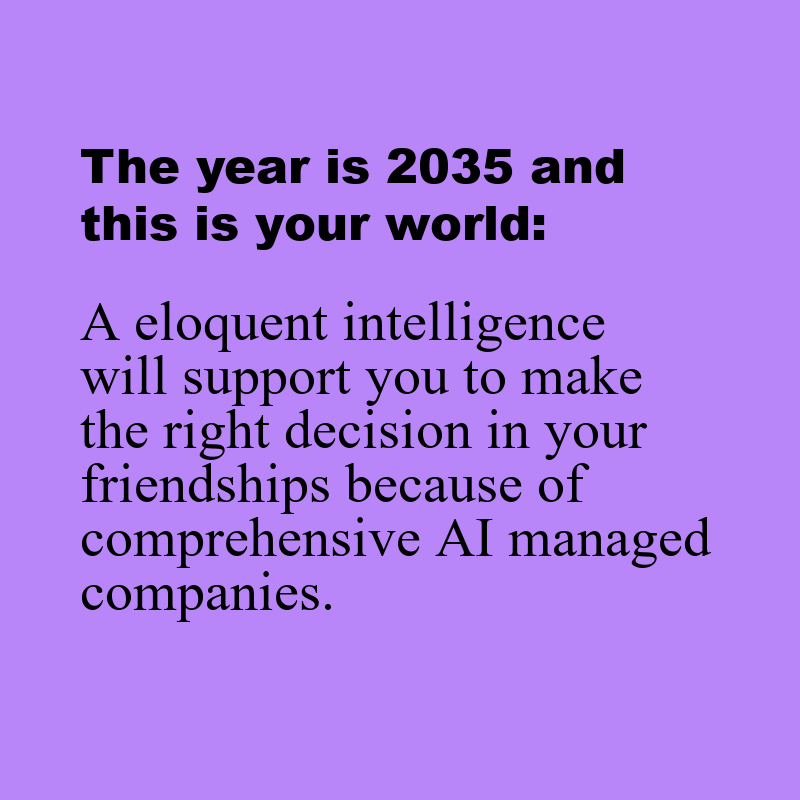 The year is 2035 and
this is your world:
A eloquent intelligence
will support you to make
the right decision in your
friendships because of
comprehensive AI managed
companies.